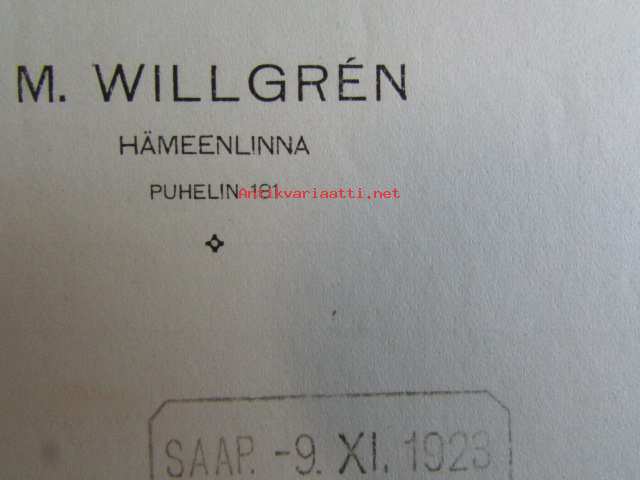 M. WILLGRÉN
HÄMEENLINNA
PUHELIN 181
Antikvariaatti.net
SAAP. -9. XI. 1923